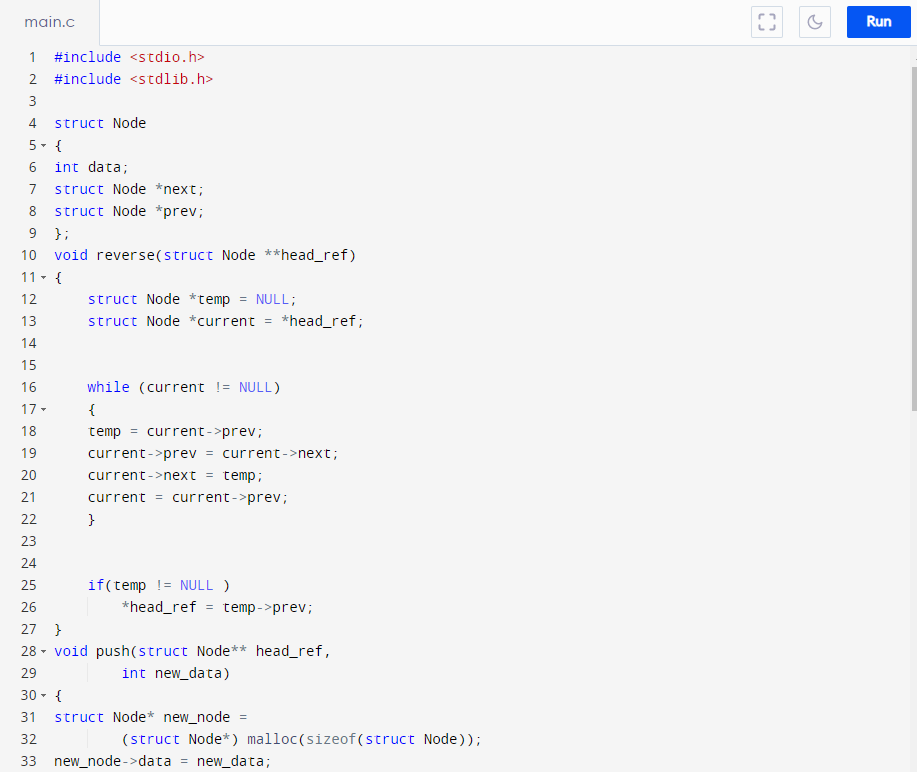 main.c
Run
1 #include <stdio.h>
2 #include <stdlib.h>
3
4 struct Node
5 {
6 int data;
7 struct Node *next;
8 struct Node *prev;
9 };
10 void reverse(struct Node **head_ref)
11 {
12     struct Node *temp = NULL;
13     struct Node *current = *head_ref;
14
15
16     while (current != NULL)
17     {
18     temp = current->prev;
19     current->prev = current->next;
20     current->next = temp;
21     current = current->prev;
22     }
23
24
25     if(temp != NULL )
26         *head_ref = temp->prev;
27 }
28 void push(struct Node** head_ref,
29         int new_data)
30 {
31 struct Node* new_node =
32         (struct Node*) malloc(sizeof(struct Node));
33 new_node->data = new_data;